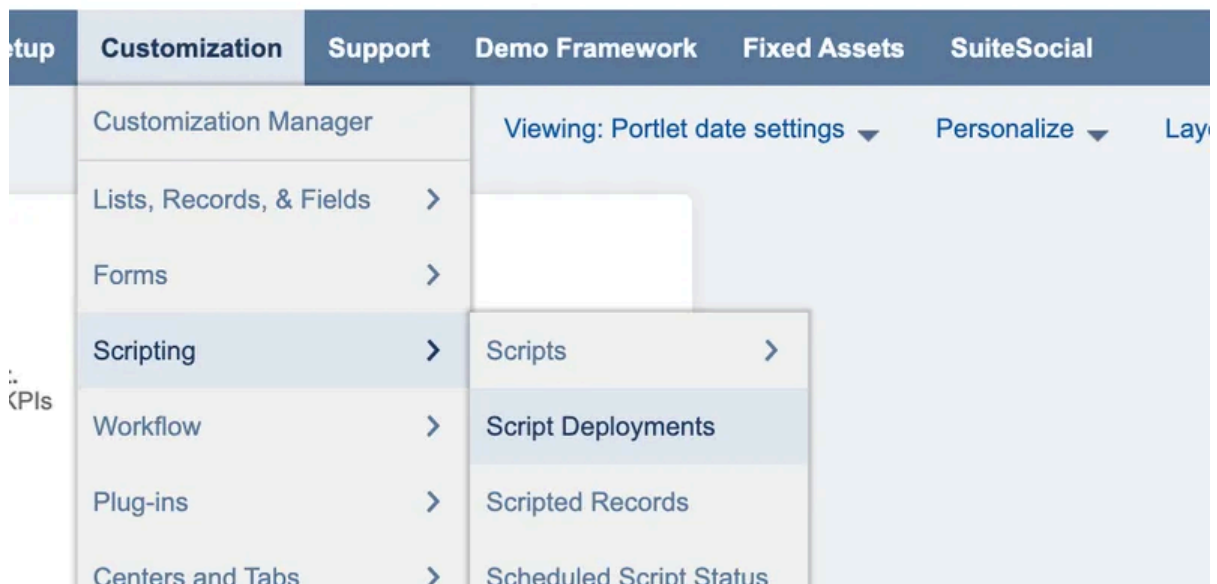 Customization Support Demo Framework Fixed Assets SuiteSocial
Customization Manager
Viewing: Portlet date settings Personalize
Lists, Records, & Fields
Forms
Scripting
Scripts
KPIs
Workflow
Script Deployments
Plug-ins
Scripted Records
Centers and Tabs
Scheduled Script Status